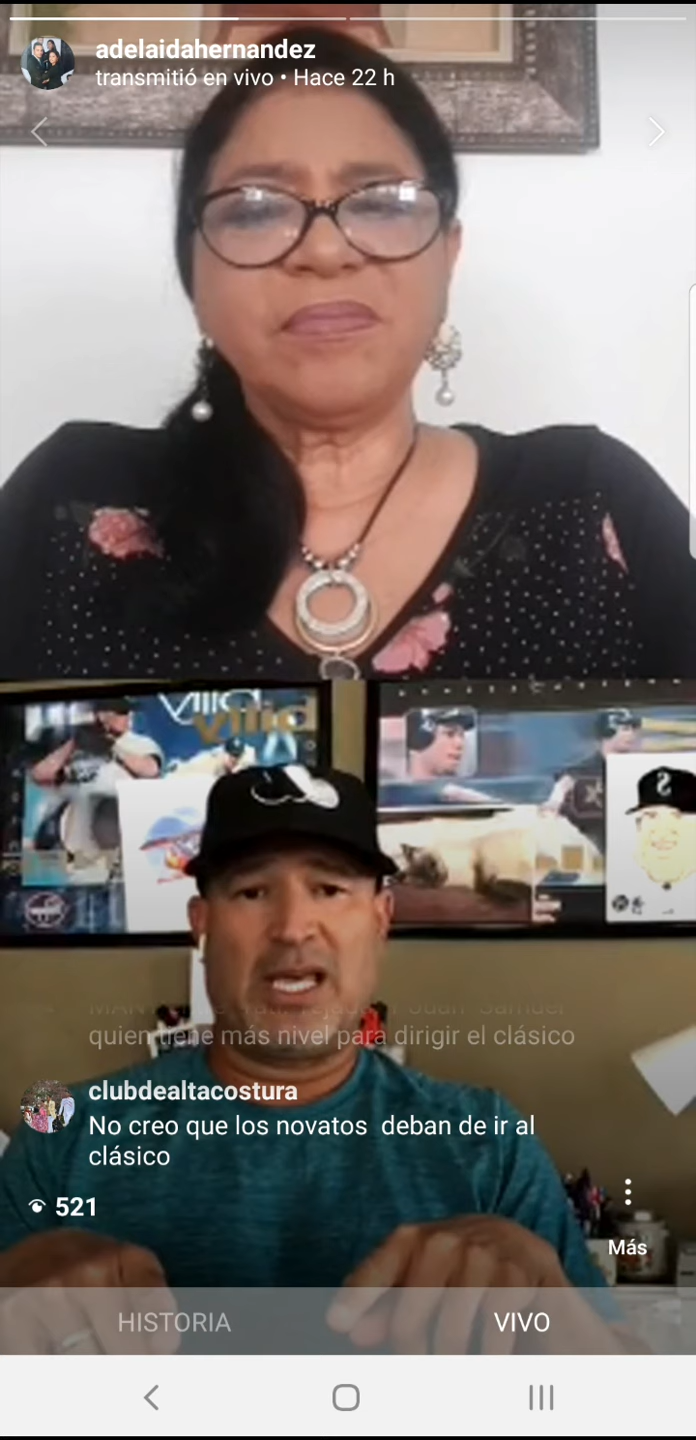 adelaidahernandez
transmitió en vivo • Hace 22 h
quien tiene más nivel para dirigir el clásico
clubdealtacostura
No creo que los novatos deban de ir al
clásico
521
Más
HISTORIA
VIVO